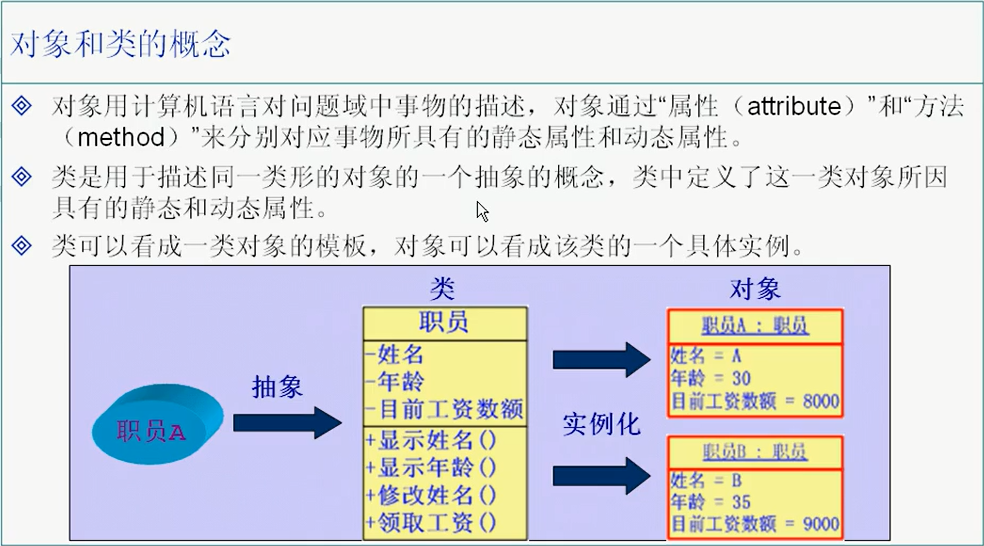 对象和类的概念
对象用计算机语言对问题域中事物的描述，对象通过“属性（attribute）”和“方法
（method）”来分别对应事物所具有的静态属性和动态属性。
类是用于描述同一类形的对象的一个抽象的概念，类中定义了这一类对象所因
具有的静态和动态属性。
类可以看成一类对象的模板，对象可以看成该类的一个具体实例。
类
对象
职员
-姓名
-年龄
-目前工资数额
+显示姓名()
+显示年龄()
+修改姓名()
+领取工资()
职员A
抽象
实例化
职员A : 职员
姓名 = A
年龄 = 30
目前工资数额 = 8000
职员B : 职员
姓名 = B
年龄 = 35
目前工资数额 = 9000